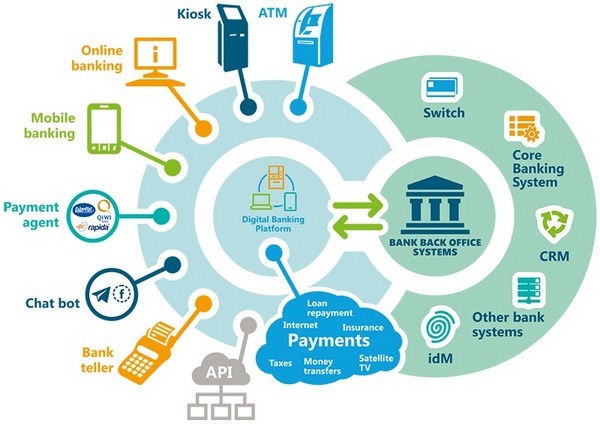 Kiosk
ATM
Online
banking
Mobile
banking
Payment
agent
QIWI
rapida
Chat bot
Bank
teller
API
Digital Banking
Platform
Loan
repayment
Internet
Insurance
Payments
Taxes
Money
transfers
Satellite
TV
BANK BACK OFFICE
SYSTEMS
Switch
Core
Banking
System
CRM
Other bank
systems
idM